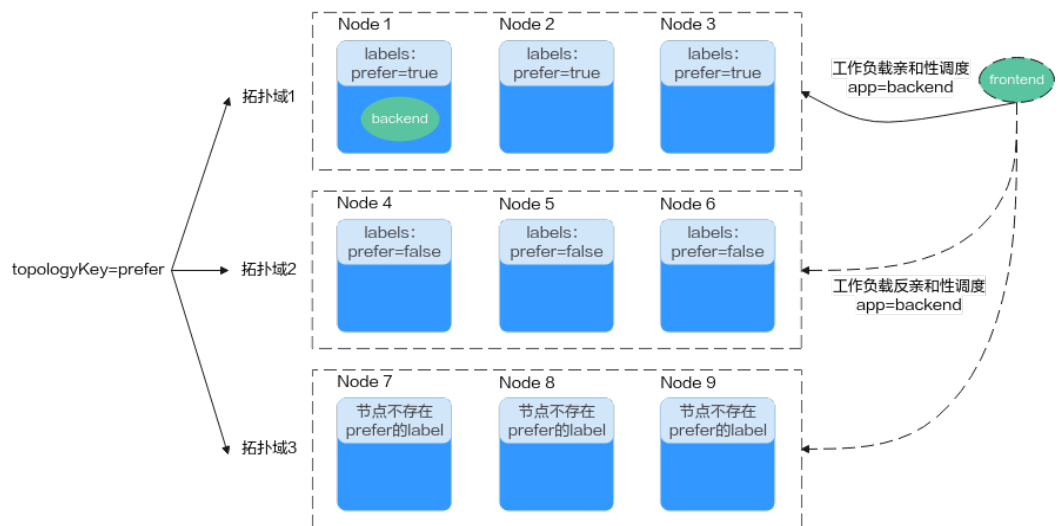 topologyKey=prefer
拓扑域1
Node 1
labels：
prefer=true
backend
Node 2
labels：
prefer=true
Node 3
labels：
prefer=true
工作负载亲和性调度
app=backend
frontend
拓扑域2
Node 4
labels：
prefer=false
Node 5
labels：
prefer=false
Node 6
labels：
prefer=false
工作负载反亲和性调度
app=backend
拓扑域3
Node 7
节点不存在
prefer的label
Node 8
节点不存在
prefer的label
Node 9
节点不存在
prefer的label